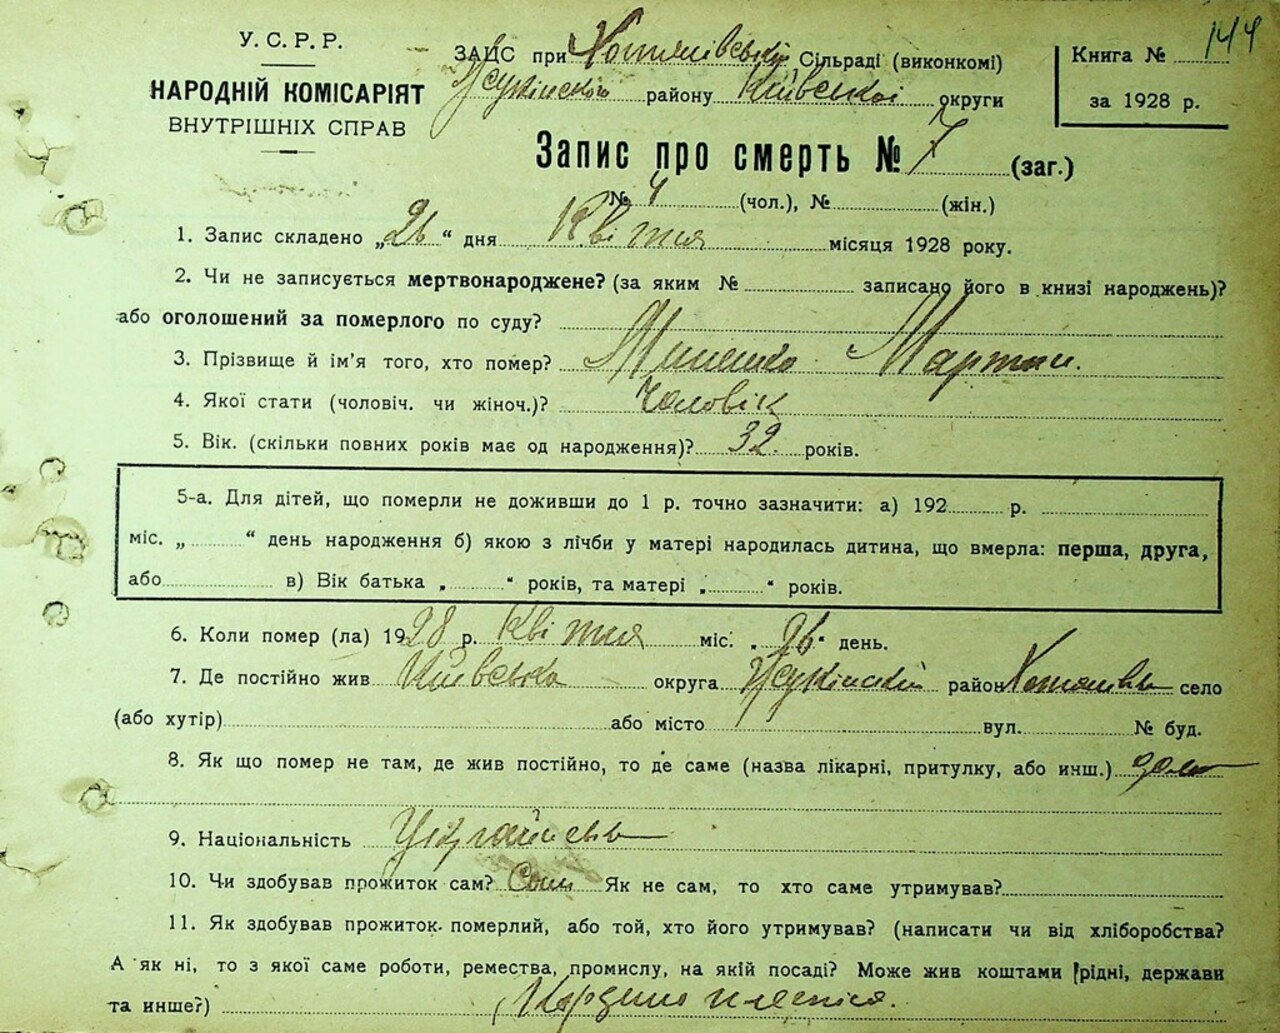 144
У. С. Р. Р.
НАРОДНІЙ КОМІСАРІЯТ
ВНУТРІШНІХ СПРАВ
ЗАГС при Хотянівській Сільраді (виконкомі)
району Київської округи
Книга №
за 1928 р.
Запис про смерть № 7 (заг.)
№ 4 (чол.), № (жін.)
1. Запис складено „26“ дня Квітня місяця 1928 року.
2. Чи не записується мертвонароджене? (за яким № записано його в книзі народжень)?
або оголошений за померлого по суду?
3. Прізвище й ім'я того, хто помер? Миненко Мартин.
4. Якої стати (чоловіч. чи жіноч.)? Чоловік
5. Вік. (скільки повних років має од народження)? 32 років.
5-а. Для дітей, що померли не доживши до 1 р. точно зазначити: а) 192 р.
міс. „ “ день народження б) якою з лічби у матері народилась дитина, що вмерла: перша, друга,
або в) Вік батька „ “ років, та матері „ “ років.
6. Коли помер (ла) 1928 р. Квітня міс. „26“ день.
7. Де постійно жив Київська округа район село
(або хутір) або місто вул. № буд.
8. Як що помер не там, де жив постійно, то де саме (назва лікарні, притулку, або инш.)
9. Національність
10. Чи здобував прожиток сам? Сам Як не сам, то хто саме утримував?
11. Як здобував прожиток померлий, або той, хто його утримував? (написати чи від хліборобства?
А як ні, то з якої саме роботи, ремества, промислу, на якій посаді? Може жив коштами (рідні, держави
та инше?)